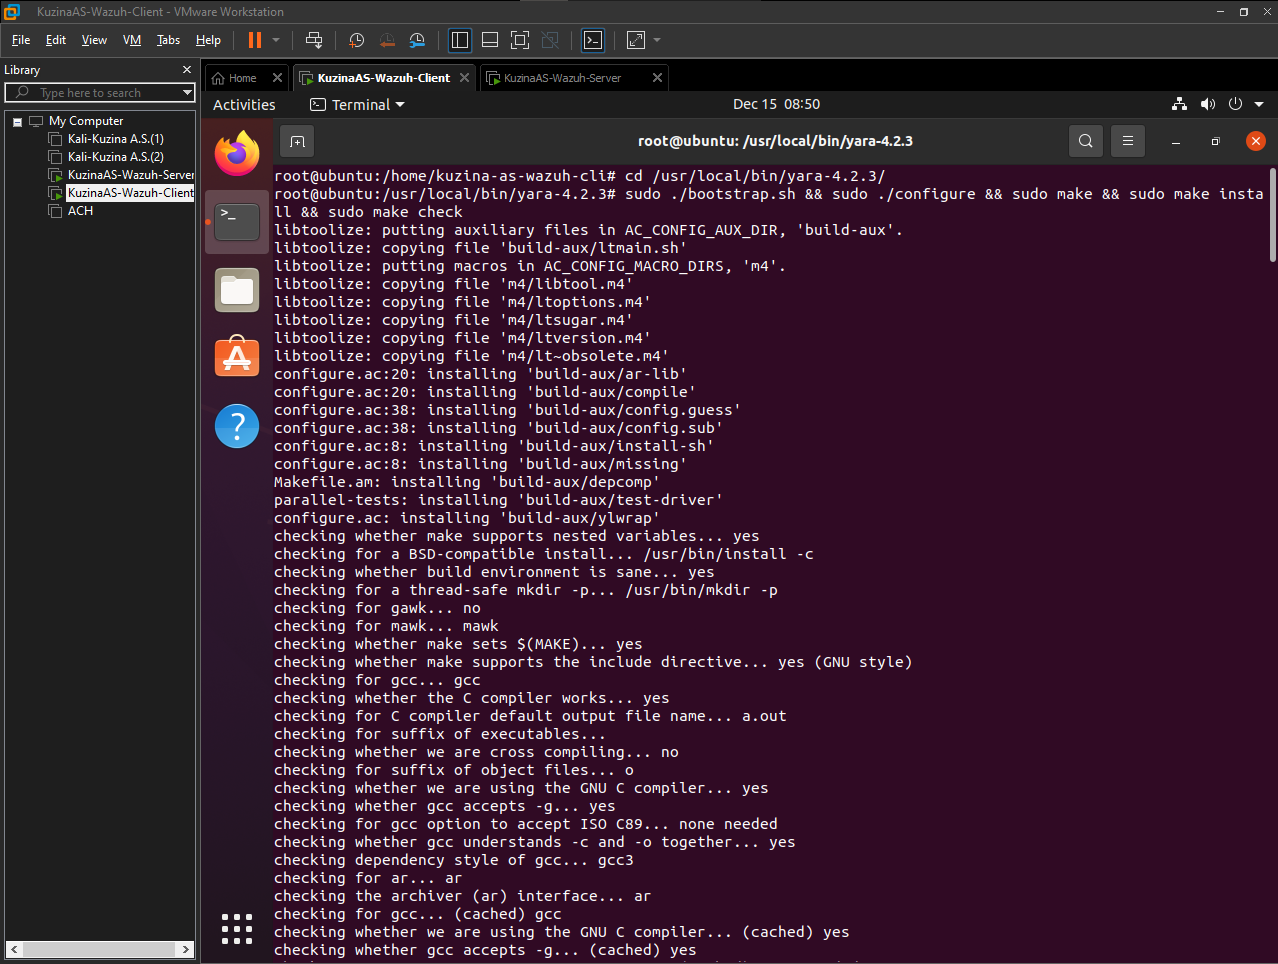 KuzinaAS-Wazuh-Client - VMware Workstation
File Edit View VM Tabs Help
Library
Type here to search
My Computer
Kali-Kuzina A.S.(1)
Kali-Kuzina A.S.(2)
KuzinaAS-Wazuh-Server
KuzinaAS-Wazuh-Client
ACH
Home
KuzinaAS-Wazuh-Client
KuzinaAS-Wazuh-Server
Activities
Terminal
Dec 15 08:50
root@ubuntu: /usr/local/bin/yara-4.2.3
root@ubuntu:/home/kuzina-as-wazuh-cli# cd /usr/local/bin/yara-4.2.3/
root@ubuntu:/usr/local/bin/yara-4.2.3# sudo ./bootstrap.sh && sudo ./configure && sudo make && sudo make insta
ll && sudo make check
libtoolize: putting auxiliary files in AC_CONFIG_AUX_DIR, 'build-aux'.
libtoolize: copying file 'build-aux/ltmain.sh'
libtoolize: putting macros in AC_CONFIG_MACRO_DIRS, 'm4'.
libtoolize: copying file 'm4/libtool.m4'
libtoolize: copying file 'm4/ltoptions.m4'
libtoolize: copying file 'm4/ltsugar.m4'
libtoolize: copying file 'm4/ltversion.m4'
libtoolize: copying file 'm4/lt~obsolete.m4'
configure.ac:20: installing 'build-aux/ar-lib'
configure.ac:20: installing 'build-aux/compile'
configure.ac:38: installing 'build-aux/config.guess'
configure.ac:38: installing 'build-aux/config.sub'
configure.ac:8: installing 'build-aux/install-sh'
configure.ac:8: installing 'build-aux/missing'
Makefile.am: installing 'build-aux/depcomp'
parallel-tests: installing 'build-aux/test-driver'
configure.ac: installing 'build-aux/ylwrap'
checking whether make supports nested variables... yes
checking for a BSD-compatible install... /usr/bin/install -c
checking whether build environment is sane... yes
checking for a thread-safe mkdir -p... /usr/bin/mkdir -p
checking for gawk... no
checking for mawk... mawk
checking whether make sets $(MAKE)... yes
checking whether make supports the include directive... yes (GNU style)
checking for gcc... gcc
checking whether the C compiler works... yes
checking for C compiler default output file name... a.out
checking for suffix of executables...
checking whether we are cross compiling... no
checking for suffix of object files... o
checking whether we are using the GNU C compiler... yes
checking whether gcc accepts -g... yes
checking for gcc option to accept ISO C89... none needed
checking whether gcc understands -c and -o together... yes
checking dependency style of gcc... gcc3
checking for ar... ar
checking the archiver (ar) interface... ar
checking for gcc... (cached) gcc
checking whether we are using the GNU C compiler... (cached) yes
checking whether gcc accepts -g... (cached) yes